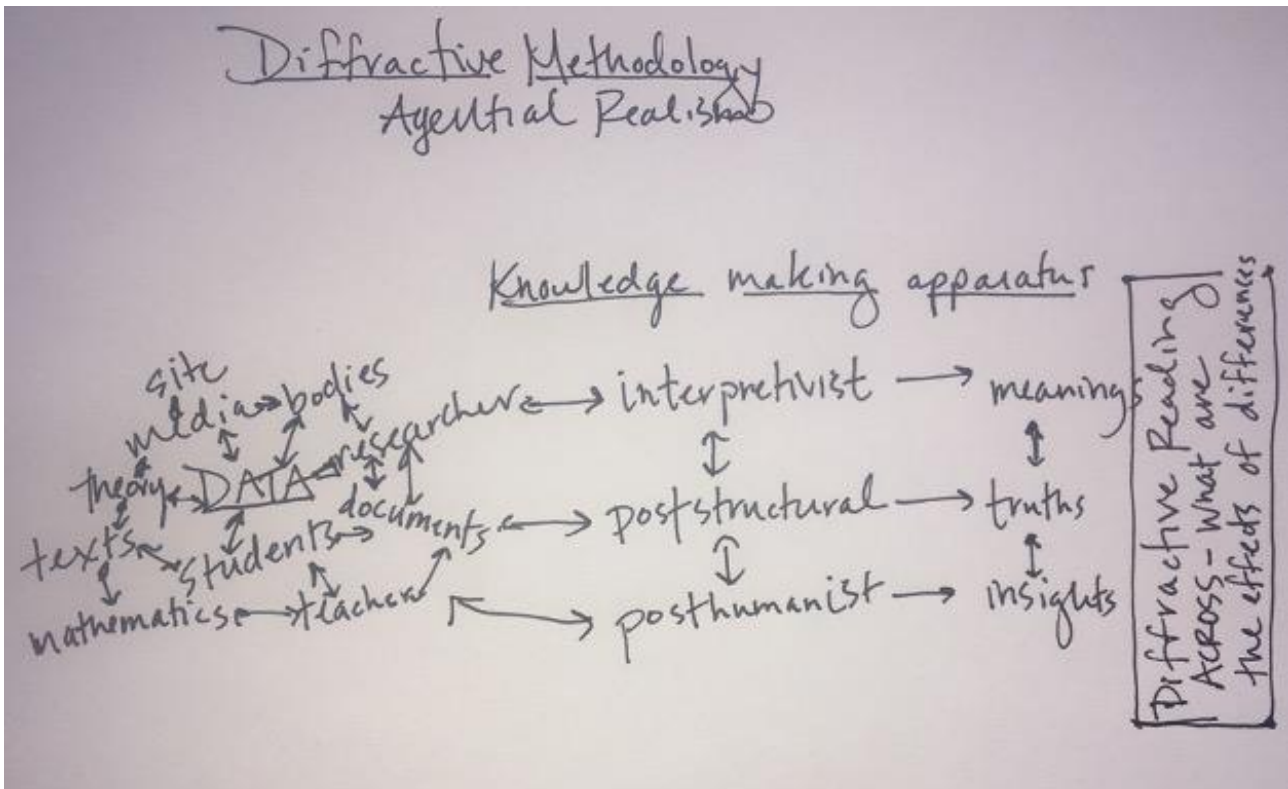 Diffractive Methodology
Agential Realism
Knowledge making apparatus
site
media bodies
researcher interpretivist meanings
theory DATA
documents poststructural truths
texts students
mathematics teacher posthumanist insights
Diffractive Reading
Across - What are
the effects of differences